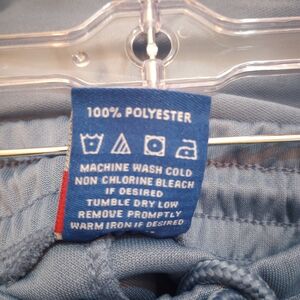 100% POLYESTER
MACHINE WASH COLD
NON CHLORINE BLEACH
IF DESIRED
TUMBLE DRY LOW
REMOVE PROMPTLY
WARM IRON IF DESIRED